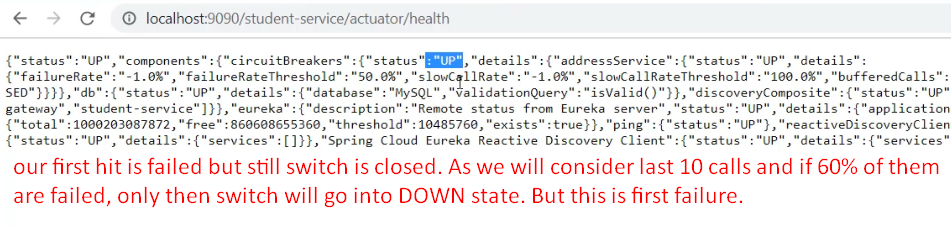 localhost:9090/student-service/actuator/health
{"status":"UP","components":{"circuitBreakers":{"status":"UP","details":{"addressService":{"status":"UP","details":
{"failureRate":"-1.0%","failureRateThreshold":"50.0%","slowCallRate":"-1.0%","slowCallRateThreshold":"100.0%","bufferedCalls":
SED"}}}},"db":{"status":"UP","details":{"database":"MySQL","validationQuery":"isValid()"}},"discoveryComposite":{"status":"UP"
gateway","student-service"]}},"eureka":{"description":"Remote status from Eureka server","status":"UP","details":{"application
{"total":1000203087872,"free":860608655360,"threshold":10485760,"exists":true}},"ping":{"status":"UP"},"reactiveDiscoveryClien
{"status":"UP","details":{"services":[]}},"Spring Cloud Eureka Reactive Discovery Client":{"status":"UP","details":{"services"
our first hit is failed but still switch is closed. As we will consider last 10 calls and if 60% of them
are failed, only then switch will go into DOWN state. But this is first failure.